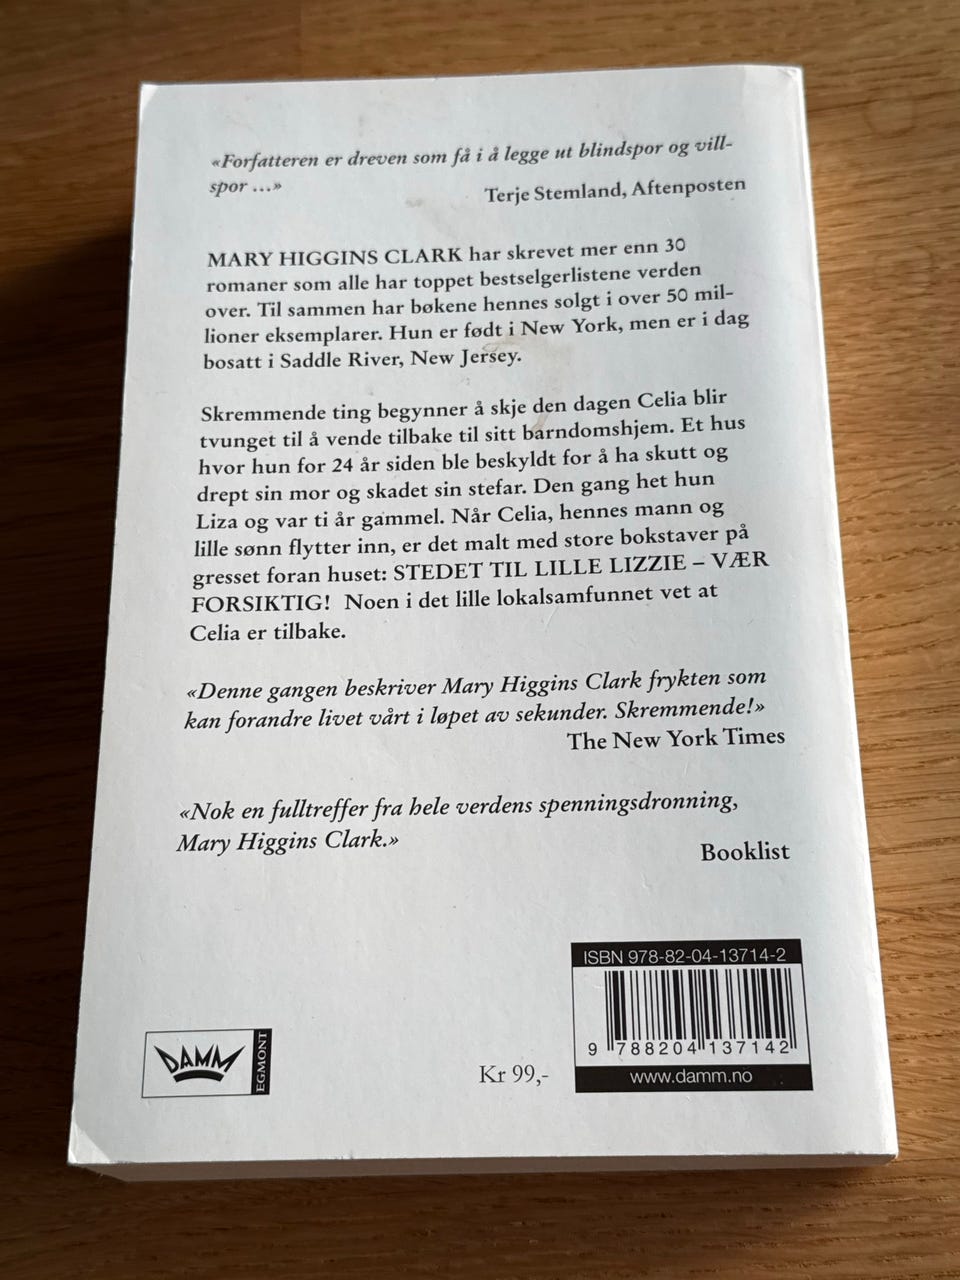 «Forfatteren er dreven som få i å legge ut blindspor og vill-
spor ...»
Terje Stemland, Aftenposten
MARY HIGGINS CLARK har skrevet mer enn 30
romaner som alle har toppet bestselgerlistene verden
over. Til sammen har bøkene hennes solgt i over 50 mil-
lioner eksemplarer. Hun er født i New York, men er i dag
bosatt i Saddle River, New Jersey.
Skremmende ting begynner å skje den dagen Celia blir
tvunget til å vende tilbake til sitt barndomshjem. Et hus
hvor hun for 24 år siden ble beskyldt for å ha skutt og
drept sin mor og skadet sin stefar. Den gang het hun
Liza og var ti år gammel. Når Celia, hennes mann og
lille sønn flytter inn, er det malt med store bokstaver på
gresset foran huset: STEDET TIL LILLE LIZZIE – VÆR
FORSIKTIG! Noen i det lille lokalsamfunnet vet at
Celia er tilbake.
«Denne gangen beskriver Mary Higgins Clark frykten som
kan forandre livet vårt i løpet av sekunder. Skremmende!»
The New York Times
«Nok en fulltreffer fra hele verdens spenningsdronning,
Mary Higgins Clark.»
Booklist
ISBN 978-82-04-13714-2
9 788204 137142
www.damm.no
Kr 99,-
DAMM
EGMONT